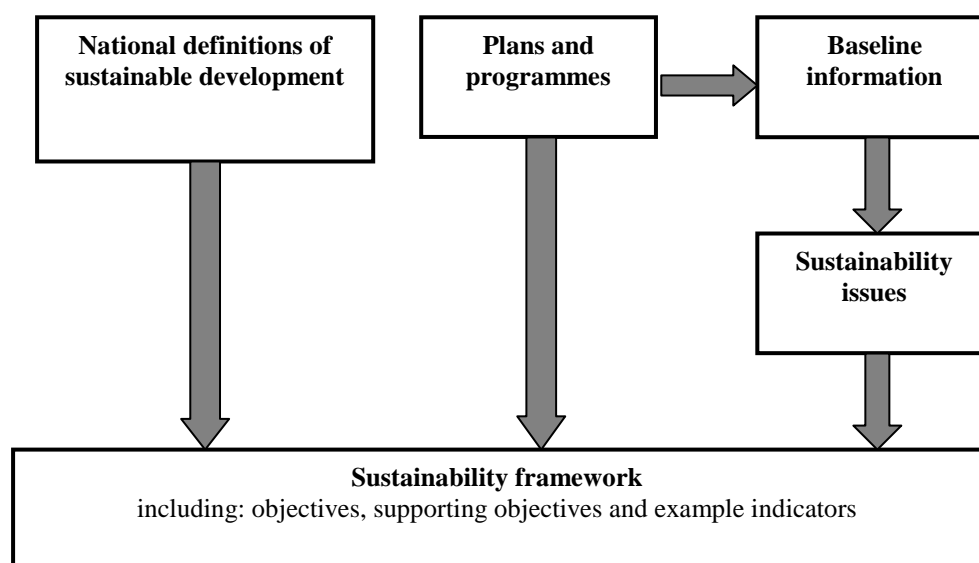 National definitions of
sustainable development
Plans and
programmes
Baseline
information
Sustainability
issues
Sustainability framework
including: objectives, supporting objectives and example indicators